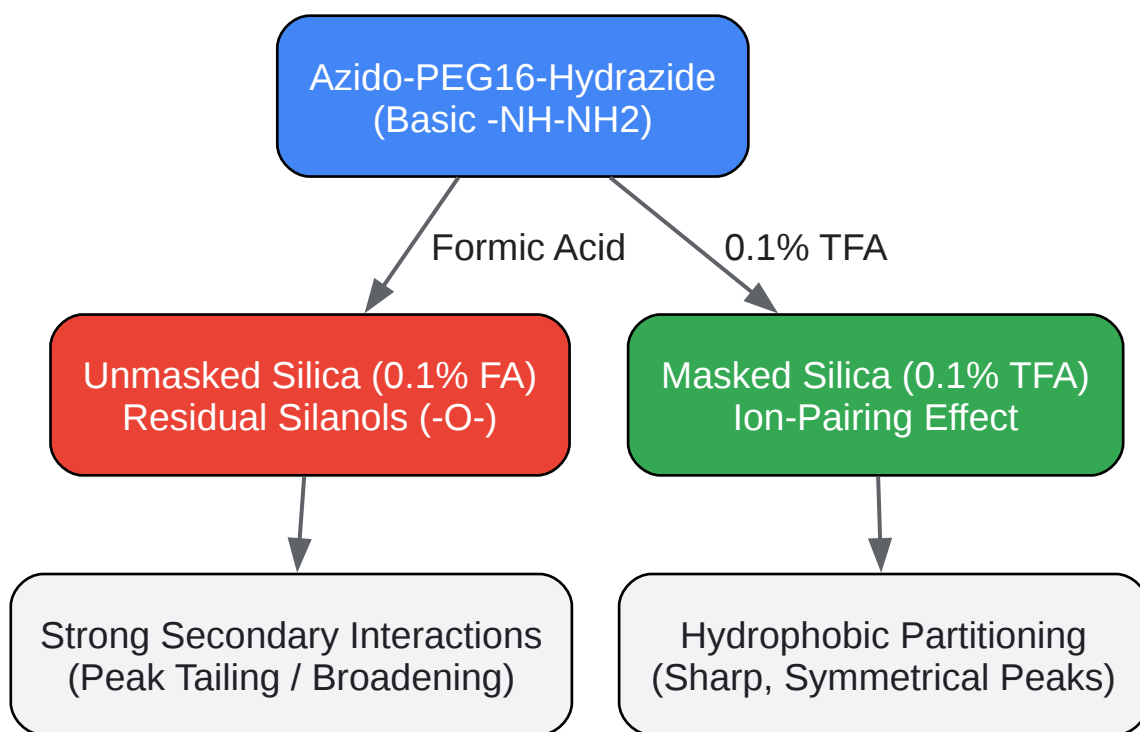 Azido-PEG16-Hydrazide
(Basic -NH-NH2)
Formic Acid
0.1% TFA
Unmasked Silica (0.1% FA)
Residual Silanols (-O-)
Masked Silica (0.1% TFA)
Ion-Pairing Effect
Strong Secondary Interactions
(Peak Tailing / Broadening)
Hydrophobic Partitioning
(Sharp, Symmetrical Peaks)